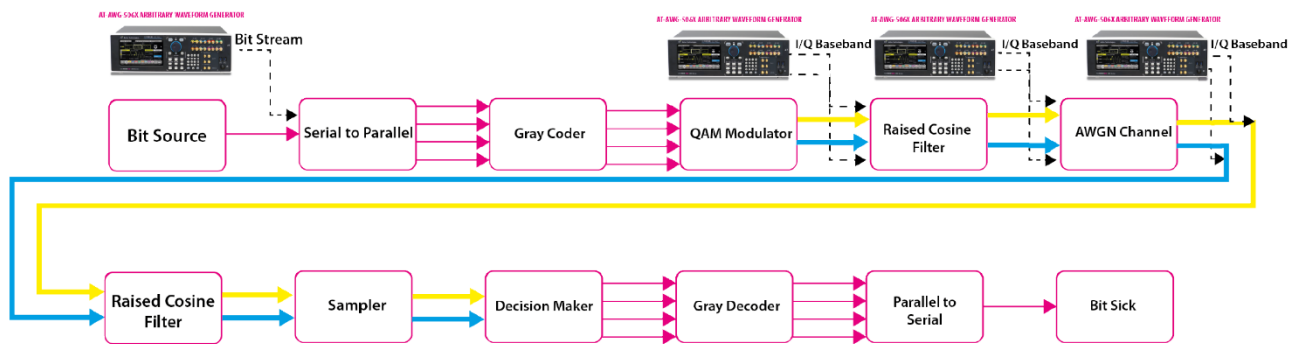 AT-AWG-506X ARBITRARY WAVEFORM GENERATOR
AT-AWG-506X ARBITRARY WAVEFORM GENERATOR
AT-AWG-506X ARBITRARY WAVEFORM GENERATOR
AT-AWG-506X ARBITRARY WAVEFORM GENERATOR
Bit Stream
I/Q Baseband
I/Q Baseband
I/Q Baseband
Bit Source
Serial to Parallel
Gray Coder
QAM Modulator
Raised Cosine
Filter
AWGN Channel
Raised Cosine
Filter
Sampler
Decision Maker
Gray Decoder
Parallel to
Serial
Bit Sick